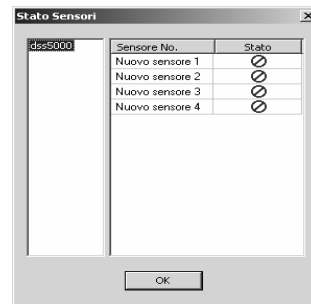 Stato Sensori
dss5000
Sensore No. Stato
Nuovo sensore 1
Nuovo sensore 2
Nuovo sensore 3
Nuovo sensore 4
OK